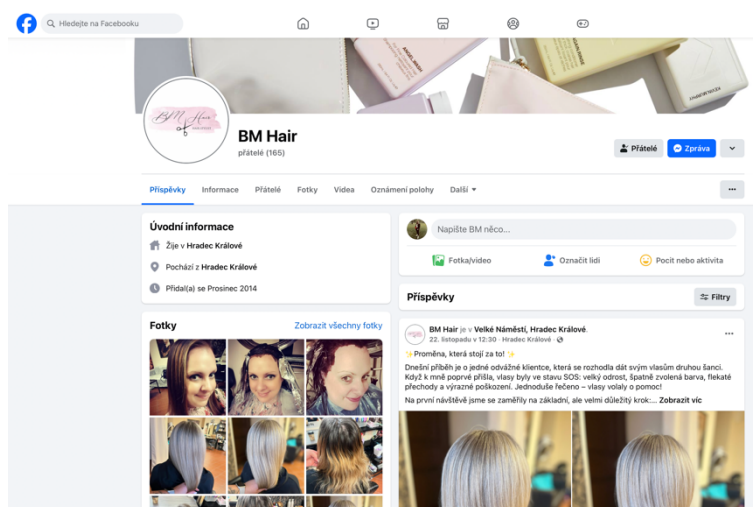 Hledejte na Facebooku
ANGEL.WASH
AGAIN.RINSE
BM Hair
BM Hair
přátelé (165)
Přátelé
Zpráva
Příspěvky Informace Přátelé Fotky Videa Oznámení polohy Další
Úvodní informace
Žije v Hradec Králové
Pochází z Hradec Králové
Přidal(a) se Prosinec 2014
Fotky Zobrazit všechny fotky
Napište BM něco...
Fotka/video Označit lidi Pocit nebo aktivita
Příspěvky Filtry
BM Hair je v Velké Náměstí, Hradec Králové.
22. listopadu v 12:30 · Hradec Králové ·
✨Proměna, která stojí za to! ✨
Dnešní příběh je o jedné odvážné klientce, která se rozhodla dát svým vlasům druhou šanci.
Když k mně poprvé přišla, vlasy byly ve stavu SOS: velký odrost, špatně zvolená barva, flekaté
přechody a výrazné poškození. Jednoduše řečeno – vlasy volaly o pomoc!
Na první návštěvě jsme se zaměřily na základní, ale velmi důležitý krok:... Zobrazit víc